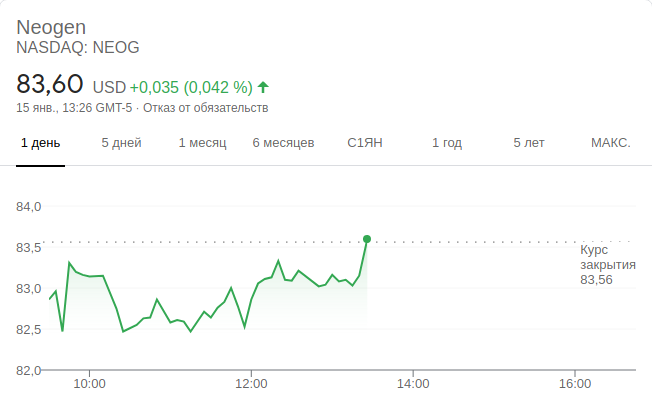 Neogen
NASDAQ: NEOG
83,60 USD +0,035 (0,042 %)
15 янв., 13:26 GMT-5 · Отказ от обязательств
1 день 5 дней 1 месяц 6 месяцев С1ЯН 1 год 5 лет МАКС.
84,0
83,5
Курс
закрытия
83,56
83,0
82,5
82,0
10:00 12:00 14:00 16:00